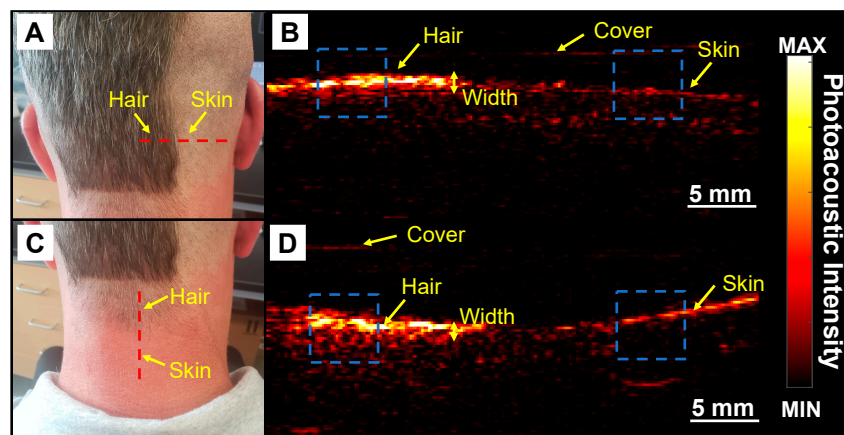 A
Hair
Skin
B
Hair
Cover
Skin
Width
5 mm
C
Hair
Skin
D
Cover
Hair
Width
Skin
5 mm
MAX
Photoacoustic Intensity
MIN